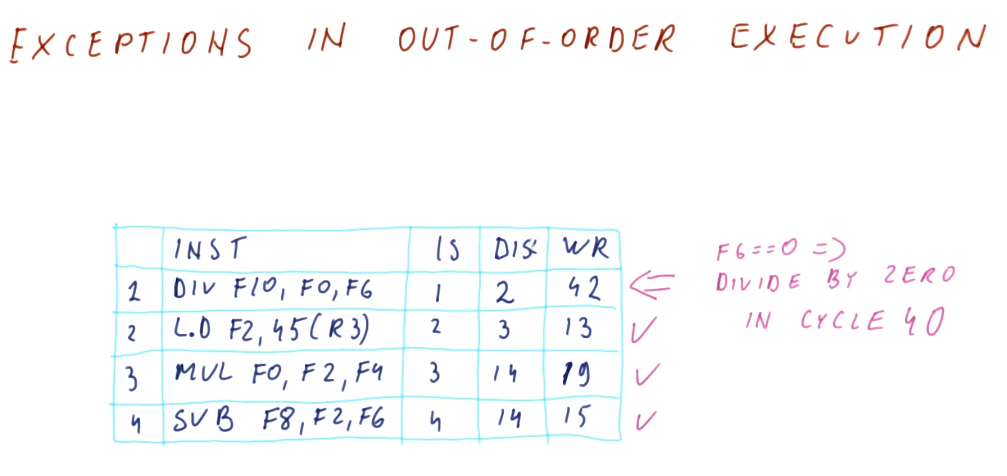 EXCEPTIONS IN OUT-OF-ORDER EXECUTION
INST IS DIS WR
1 DIV F10, F0, F6 1 2 42
2 L.D F2, 45(R3) 2 3 13
3 MUL F0, F2, F4 3 14 19
4 SUB F8, F2, F6 4 14 15
F6==0 =>
DIVIDE BY ZERO
IN CYCLE 40